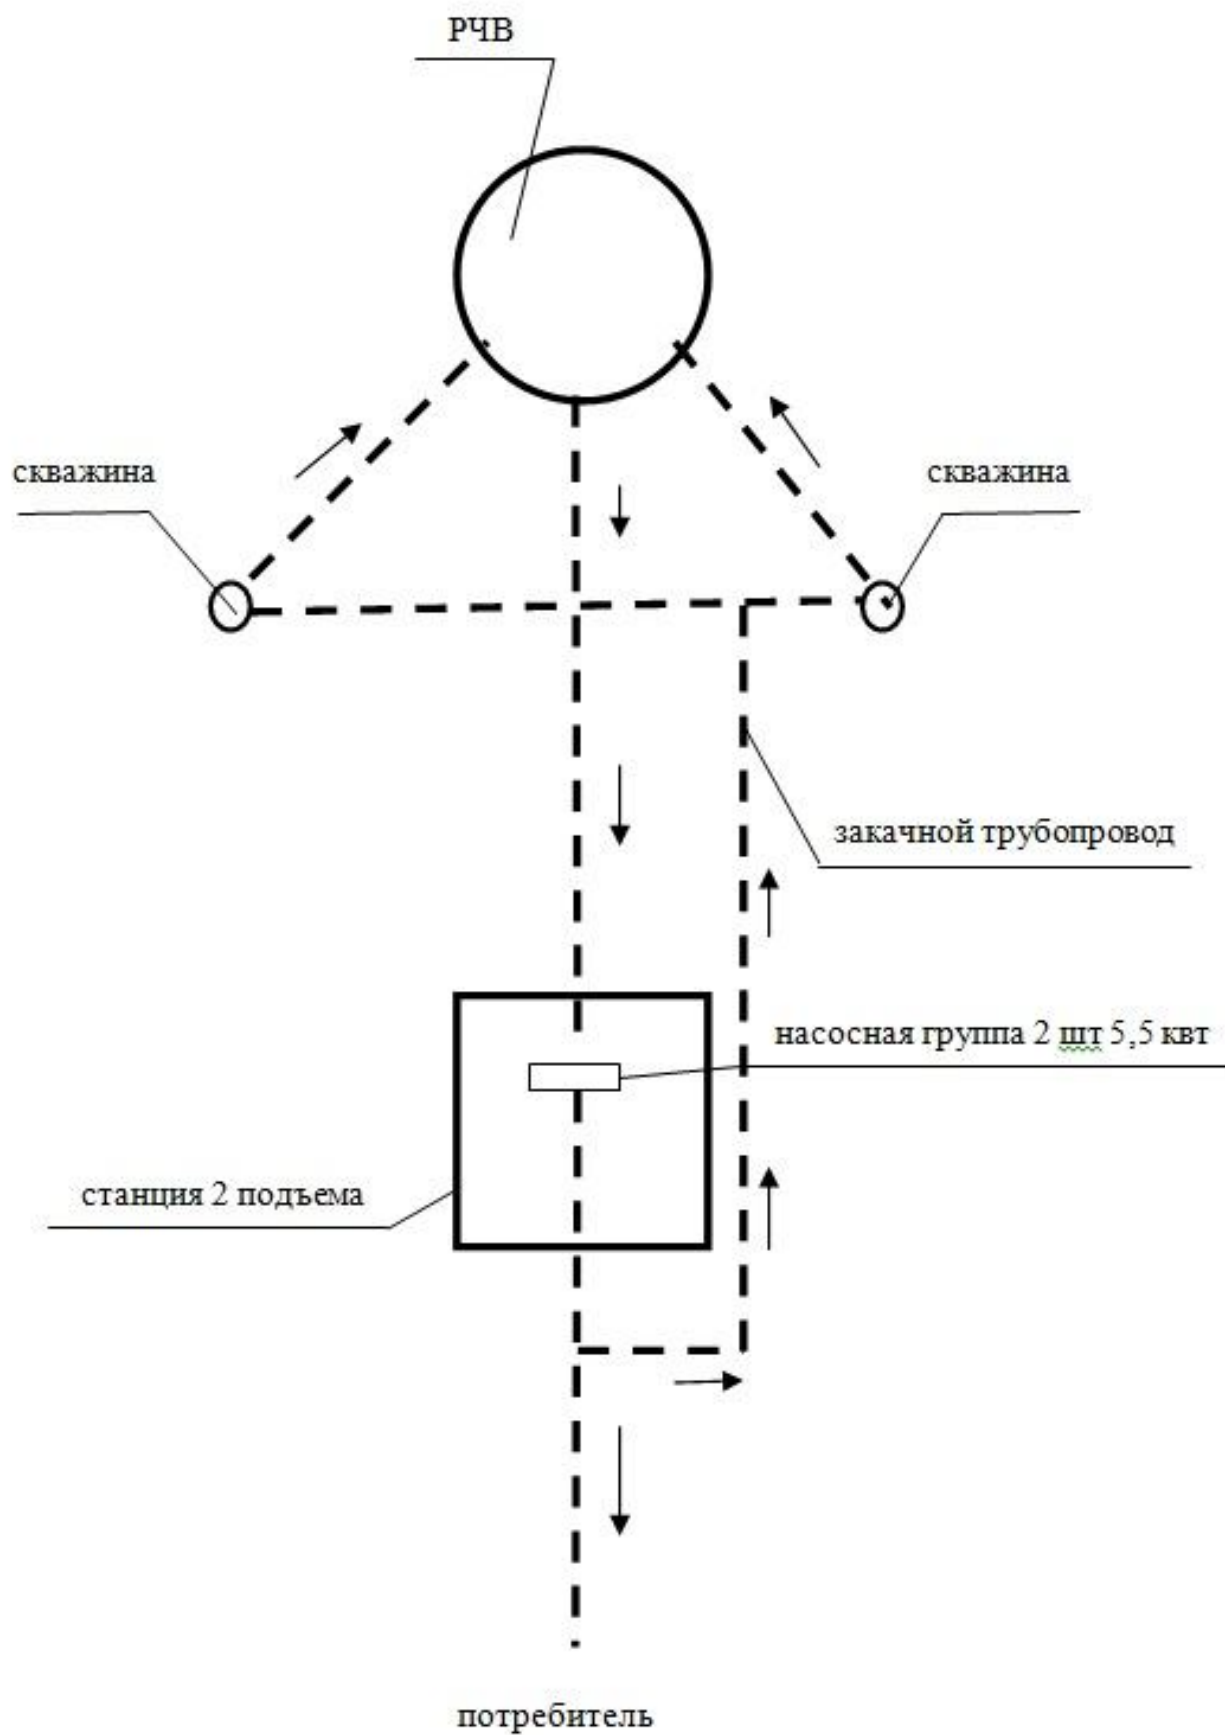 РЧВ
скважина
скважина
закачной трубопровод
насосная группа 2 шт 5,5 квт
станция 2 подъема
потребитель